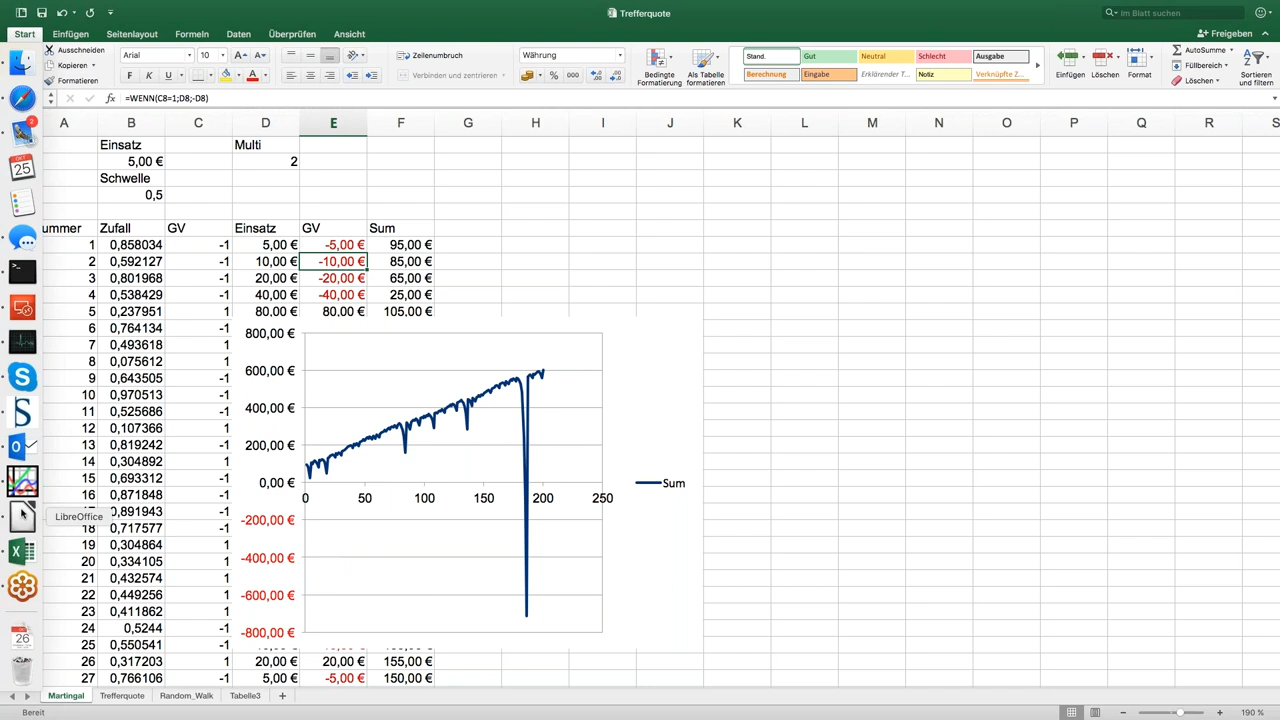 Trefferquote
Im Blatt suchen
Start Einfügen Seitenlayout Formeln Daten Überprüfen Ansicht
Freigeben
Ausschneiden
Kopieren
Formatieren
Arial 10
F K U
Zeilenumbruch
Verbinden und zentrieren
Währung
% 000
Bedingte Formatierung
Als Tabelle formatieren
Stand. Gut Neutral Schlecht Ausgabe
Berechnung Eingabe Erklärender T... Notiz Verknüpfte Z...
Einfügen Löschen Format
AutoSumme
Füllbereich
Löschen
Sortieren und filtern
fx =WENN(C8=1;D8;-D8)
A B C D E F G H I J K L M N O P Q R S
Einsatz Multi
5,00 € 2
Schwelle
0,5
ummer Zufall GV Einsatz GV Sum
1 0,858034 -1 5,00 € -5,00 € 95,00 €
2 0,592127 -1 10,00 € -10,00 € 85,00 €
3 0,801968 -1 20,00 € -20,00 € 65,00 €
4 0,538429 -1 40,00 € -40,00 € 25,00 €
5 0,237951 1 80,00 € 80,00 € 105,00 €
6 0,764134 -1
7 0,493618 1
8 0,075612 1
9 0,643505 -1
10 0,970513 -1
11 0,525686 -1
12 0,107366 1
13 0,819242 -1
14 0,304892 1
15 0,693312 -1
16 0,871848 -1
0,891943 -1
18 0,717577 -1
19 0,304864 1
20 0,334105 1
21 0,432574 1
22 0,449256 1
23 0,411862 1
24 0,5244 -1
25 0,550541 -1
26 0,317203 1 20,00 € 20,00 € 155,00 €
27 0,766106 -1 5,00 € -5,00 € 150,00 €
800,00 €
600,00 €
400,00 €
200,00 €
0,00 €
0 50 100 150 200 250
-200,00 €
-400,00 €
-600,00 €
-800,00 €
Sum
2
OCT
25
LibreOffice
26
Martingal Trefferquote Random_Walk Tabelle3
Bereit
190 %